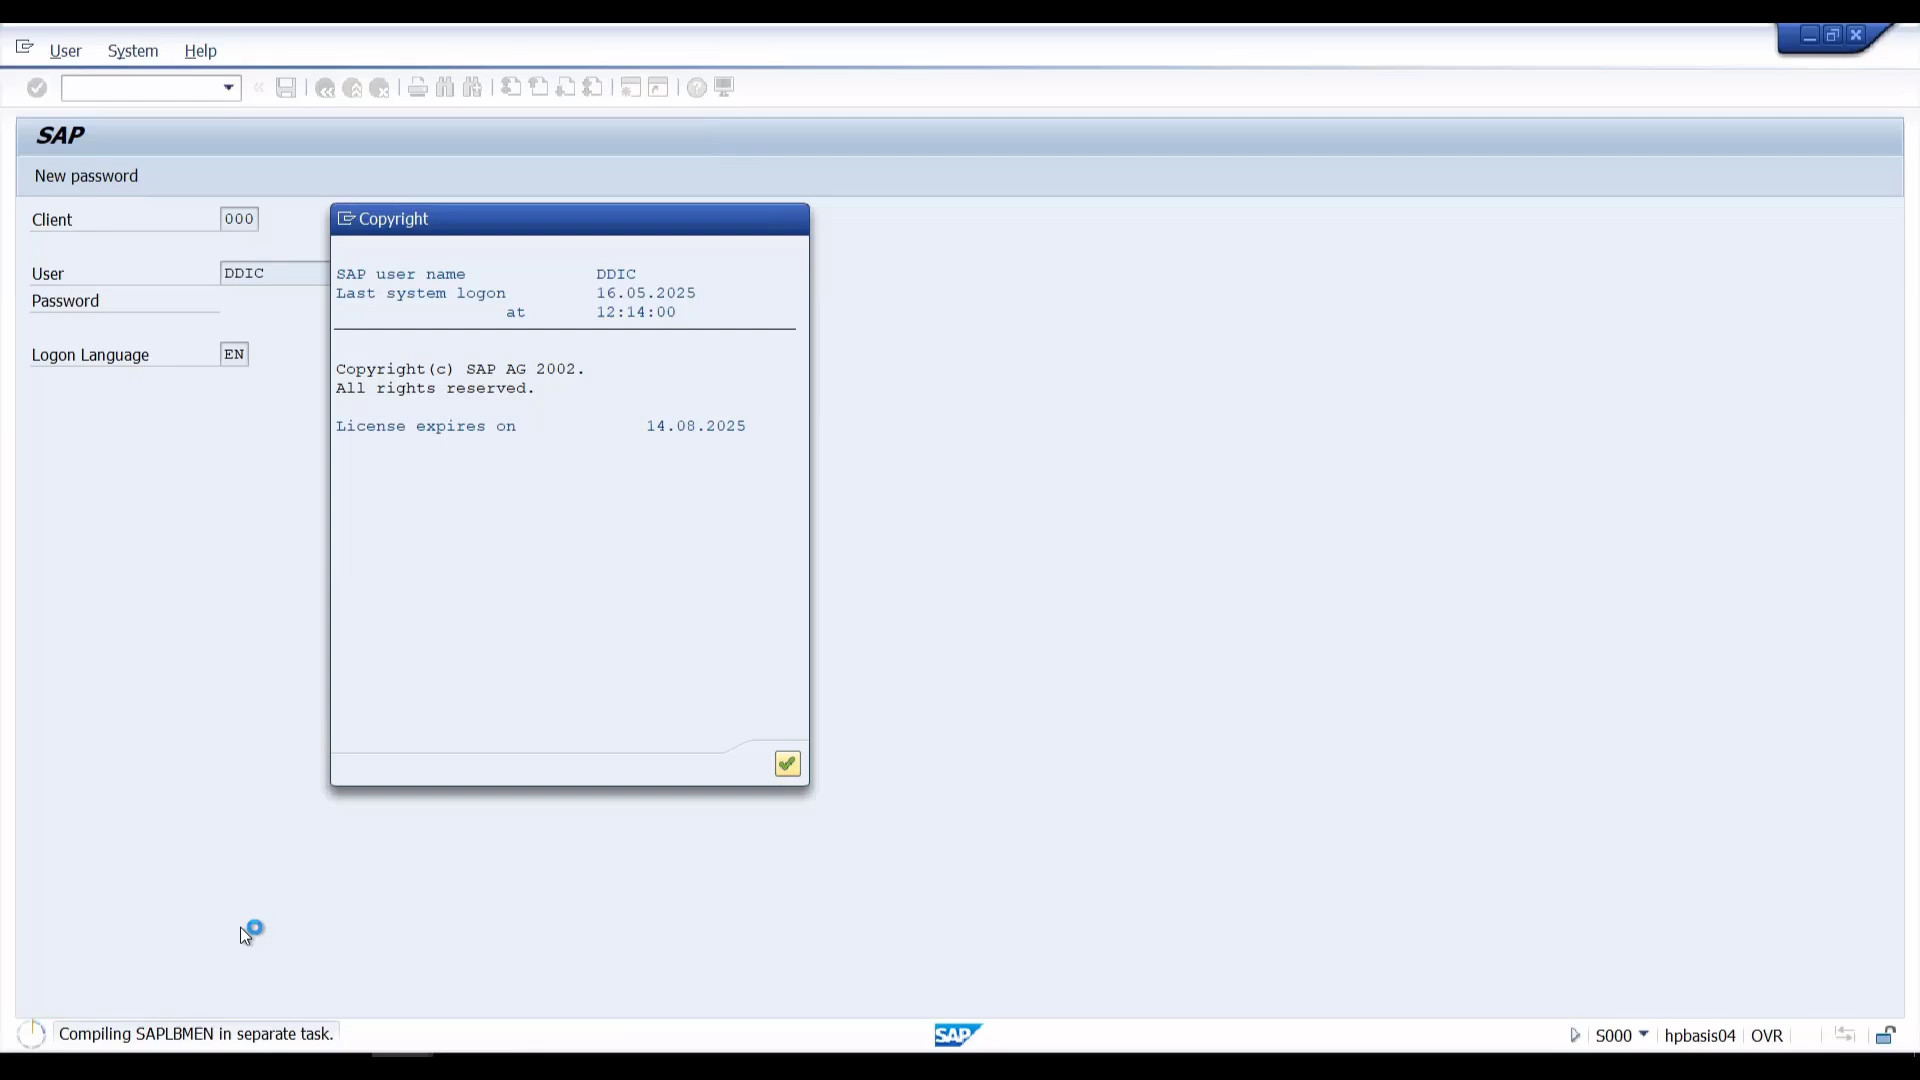 User System Help
SAP
New password
Client 000
User DDIC
Password
Logon Language EN
Copyright
SAP user name DDIC
Last system logon 16.05.2025
at 12:14:00
Copyright(c) SAP AG 2002.
All rights reserved.
License expires on 14.08.2025
Compiling SAPLBMEN in separate task.
SAP
S000 hpbasis04 OVR